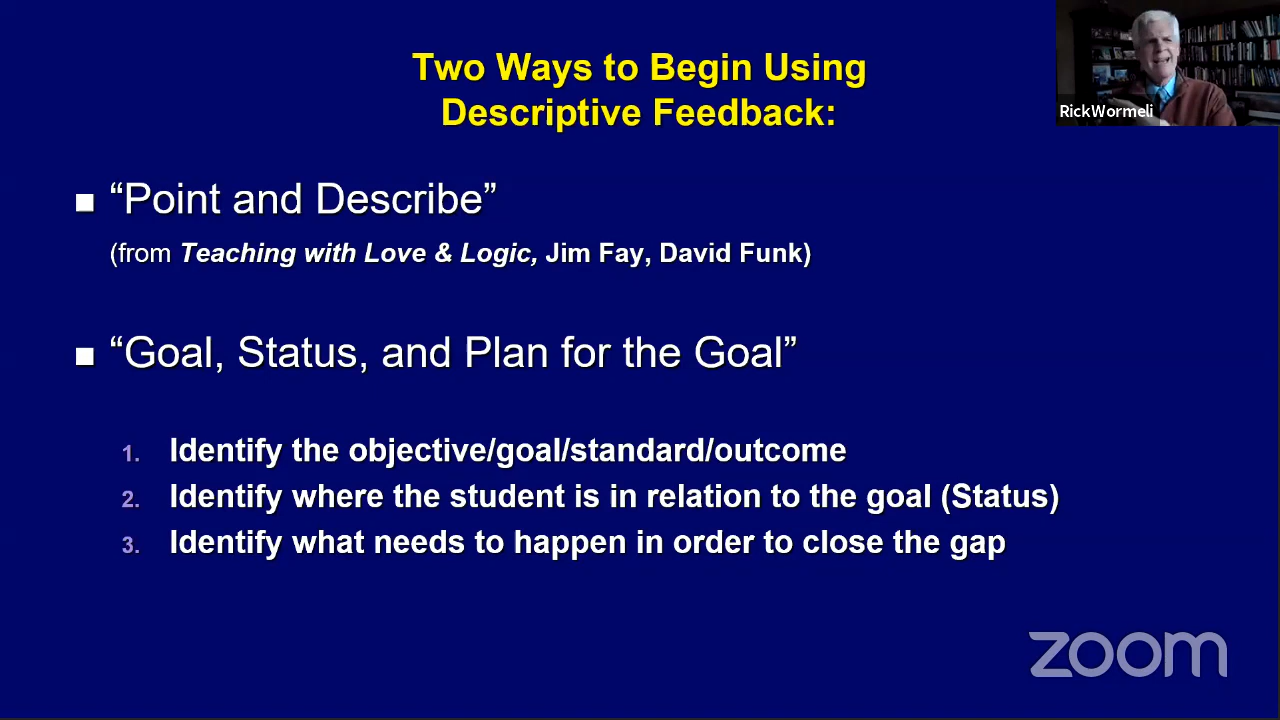 Two Ways to Begin Using
Descriptive Feedback:
RickWormeli
■ “Point and Describe”
(from Teaching with Love & Logic, Jim Fay, David Funk)
■ “Goal, Status, and Plan for the Goal”
1. Identify the objective/goal/standard/outcome
2. Identify where the student is in relation to the goal (Status)
3. Identify what needs to happen in order to close the gap
zoom